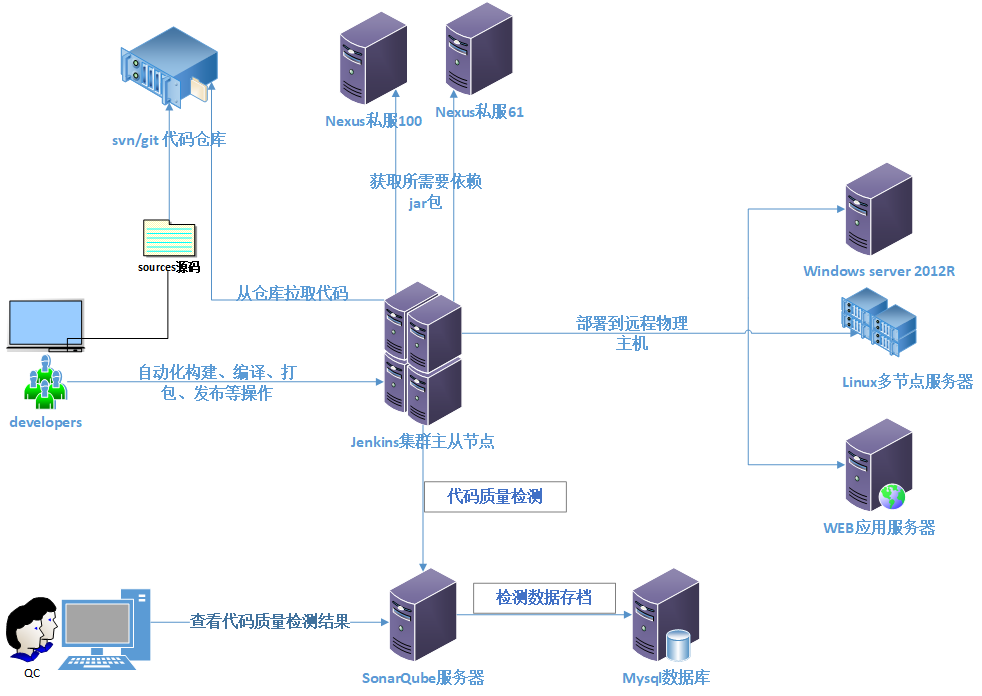 Nexus私服100
Nexus私服61
svn/git 代码仓库
获取所需要依赖
jar包
sources源码
Windows server 2012R
从仓库拉取代码
部署到远程物理
主机
自动化构建、编译、打
包、发布等操作
Linux多节点服务器
developers
Jenkins集群主从节点
代码质量检测
WEB应用服务器
检测数据存档
查看代码质量检测结果
QC
SonarQube服务器
Mysql数据库